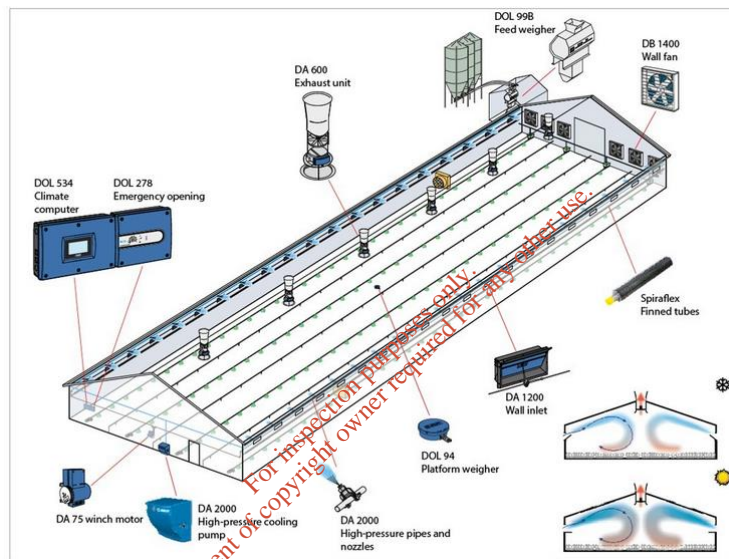 DOL 99B
Feed weigher
DB 1400
Wall fan
DA 600
Exhaust unit
DOL 534
Climate
computer
DOL 278
Emergency opening
Spiraflex
Finned tubes
DA 1200
Wall inlet
DOL 94
Platform weigher
DA 75 winch motor
DA 2000
High-pressure cooling
pump
DA 2000
High-pressure pipes and
nozzles
For inspection purposes only.
ent of copyright owner required for any other use.